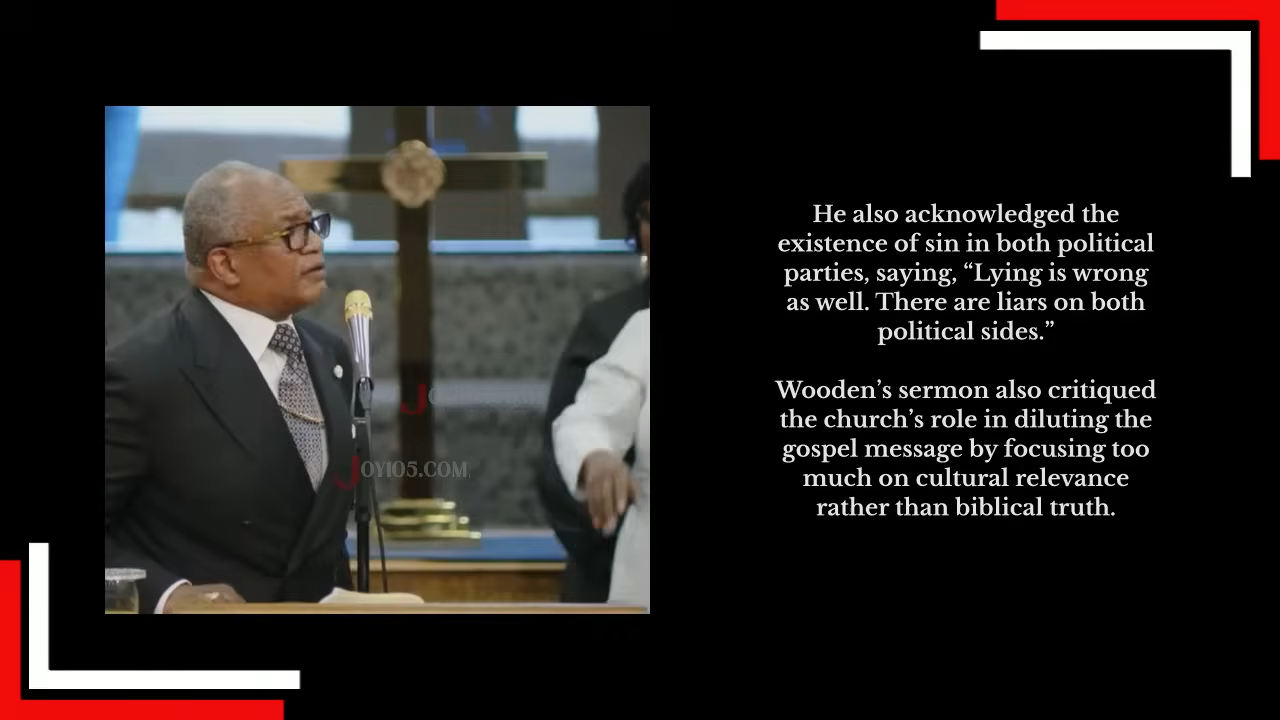 He also acknowledged the
existence of sin in both political
parties, saying, “Lying is wrong
as well. There are liars on both
political sides.”
Wooden’s sermon also critiqued
the church’s role in diluting the
gospel message by focusing too
much on cultural relevance
rather than biblical truth.
JOY105.COM